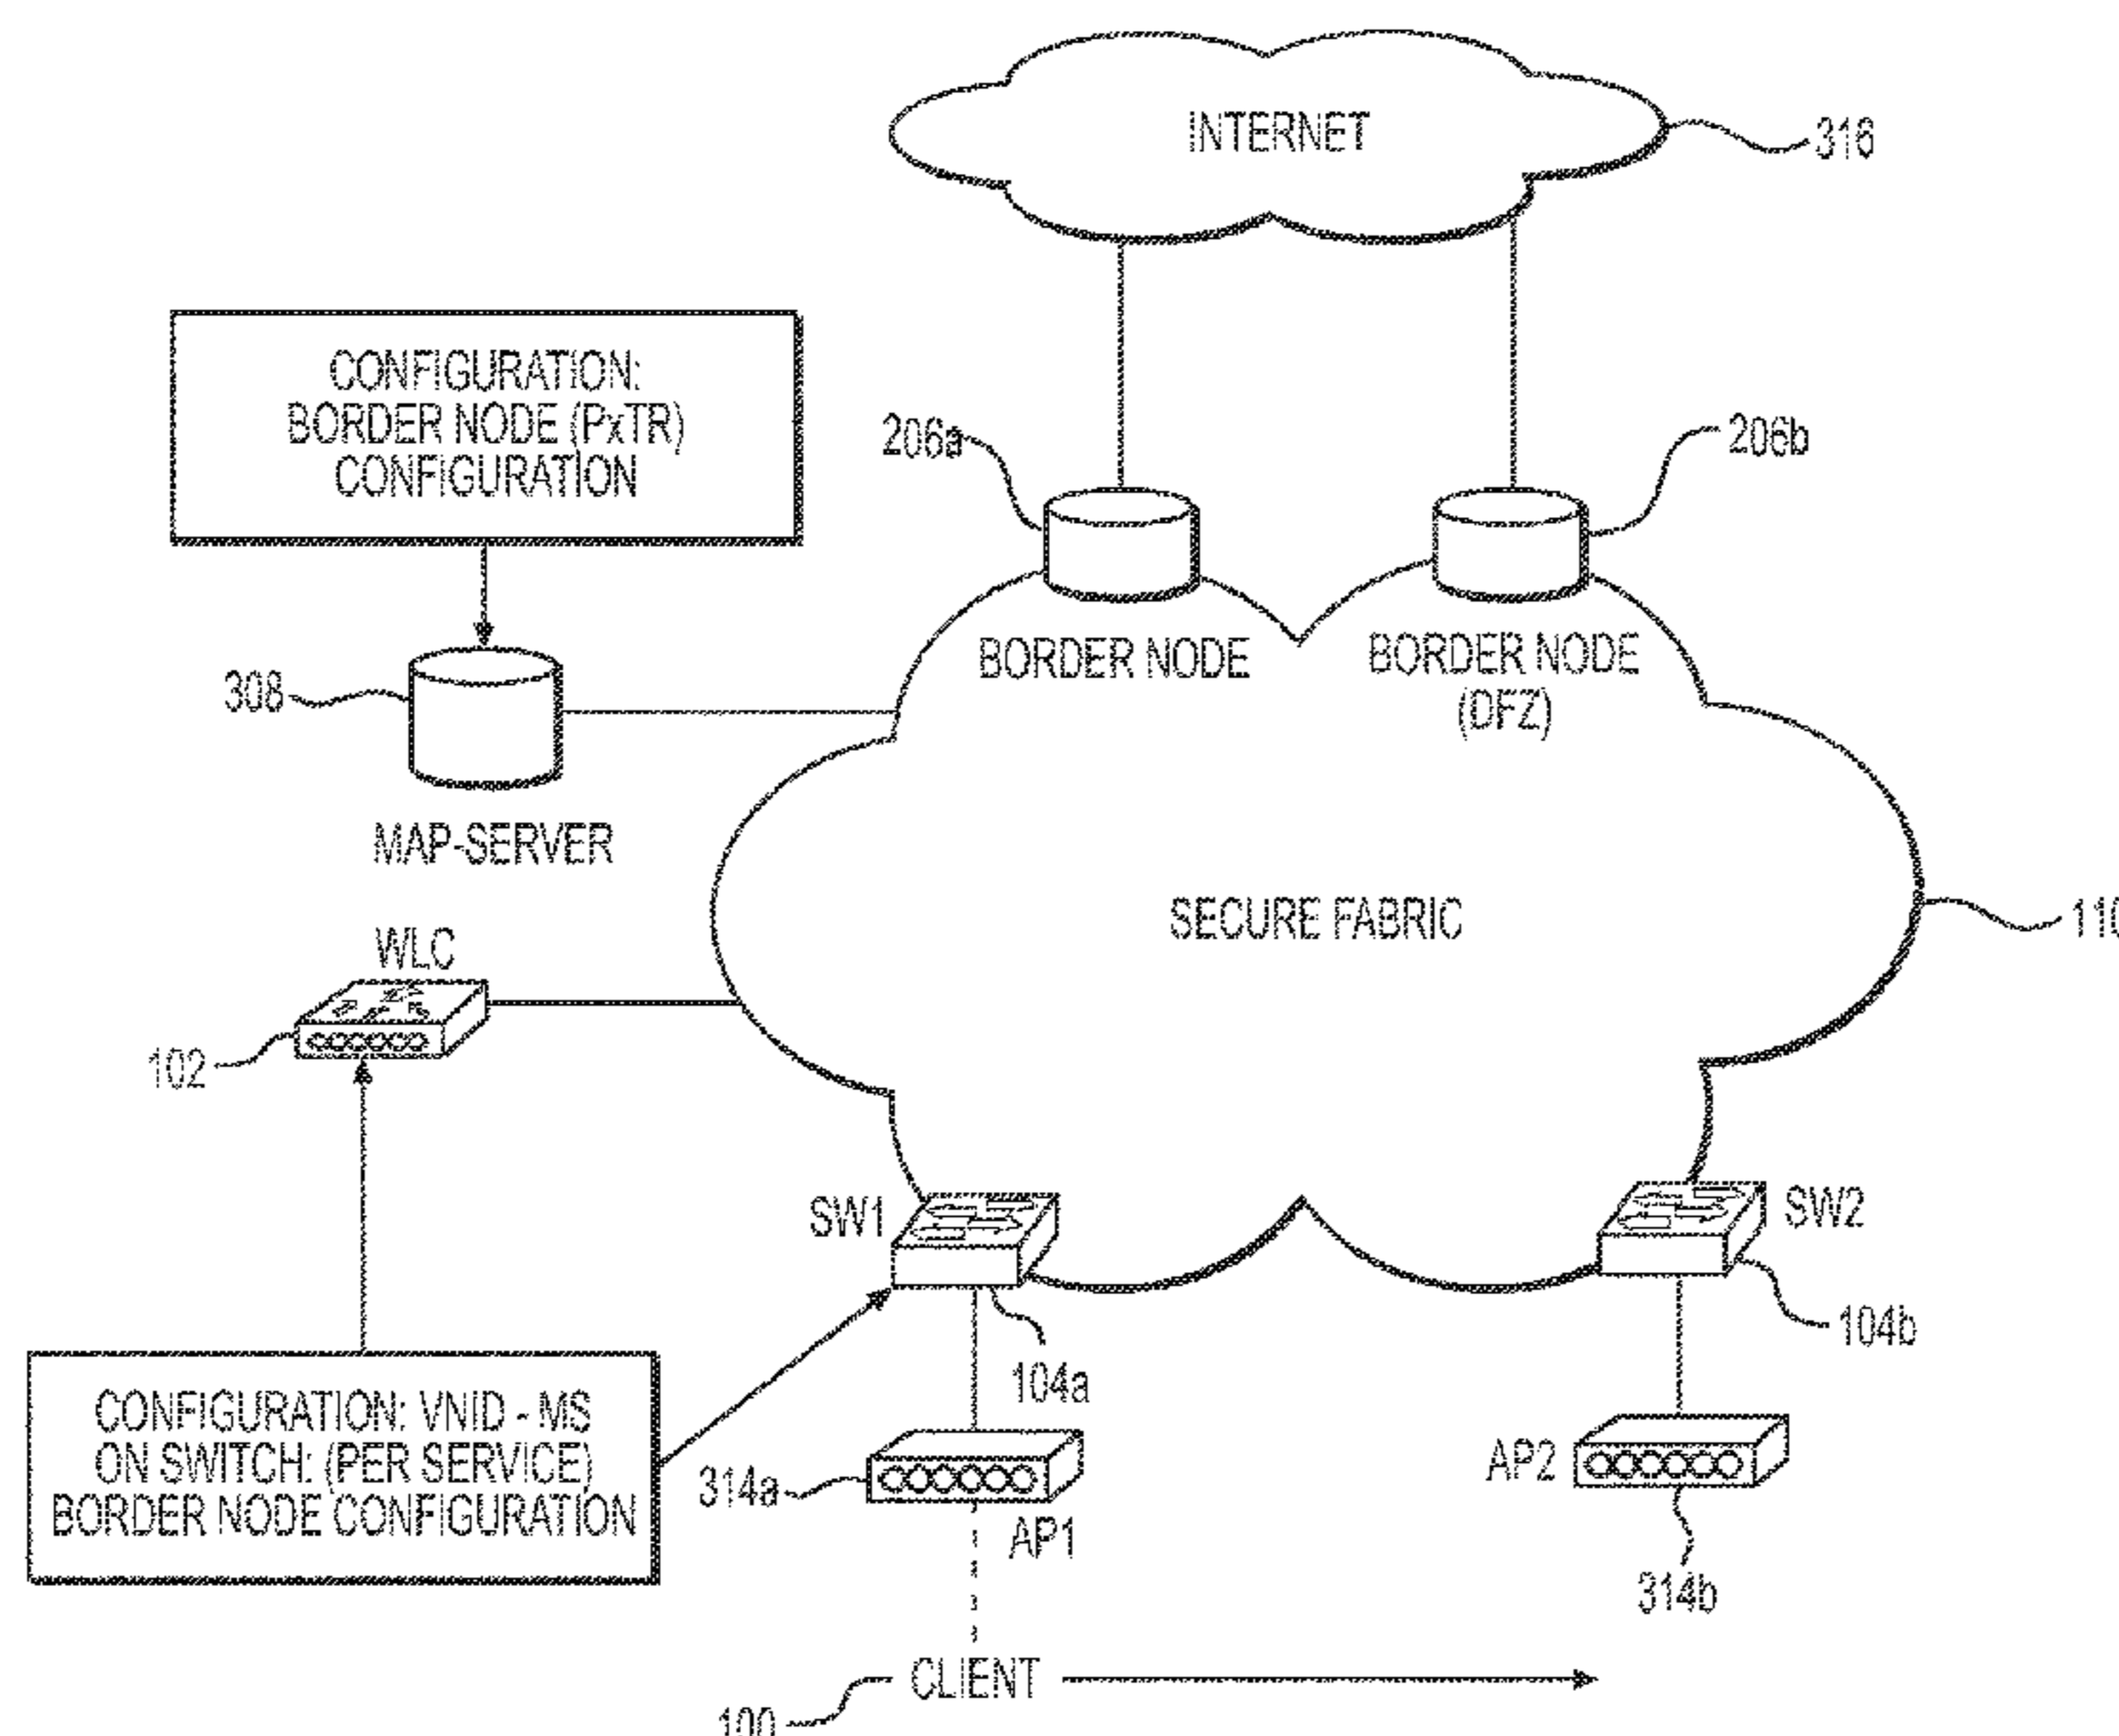 INTERNET
316
CONFIGURATION:
BORDER NODE (PxTR)
CONFIGURATION
206a
206b
BORDER NODE
BORDER NODE
(DFZ)
308
MAP-SERVER
SECURE FABRIC
110
WLC
102
SW1
SW2
104a
104b
CONFIGURATION: VNID - MS
ON SWITCH: (PER SERVICE)
BORDER NODE CONFIGURATION
314a
AP1
AP2
314b
CLIENT
100